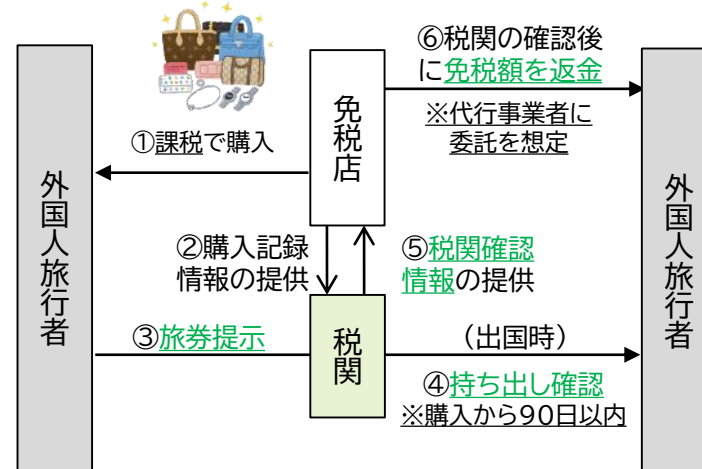 ⑥税関の確認後
に免税額を返金
※代行事業者に
委託を想定
免税店
①課税で購入
外国人旅行者
外国人旅行者
②購入記録
情報の提供
⑤税関確認
情報の提供
③旅券提示
税関
（出国時）
④持ち出し確認
※購入から90日以内